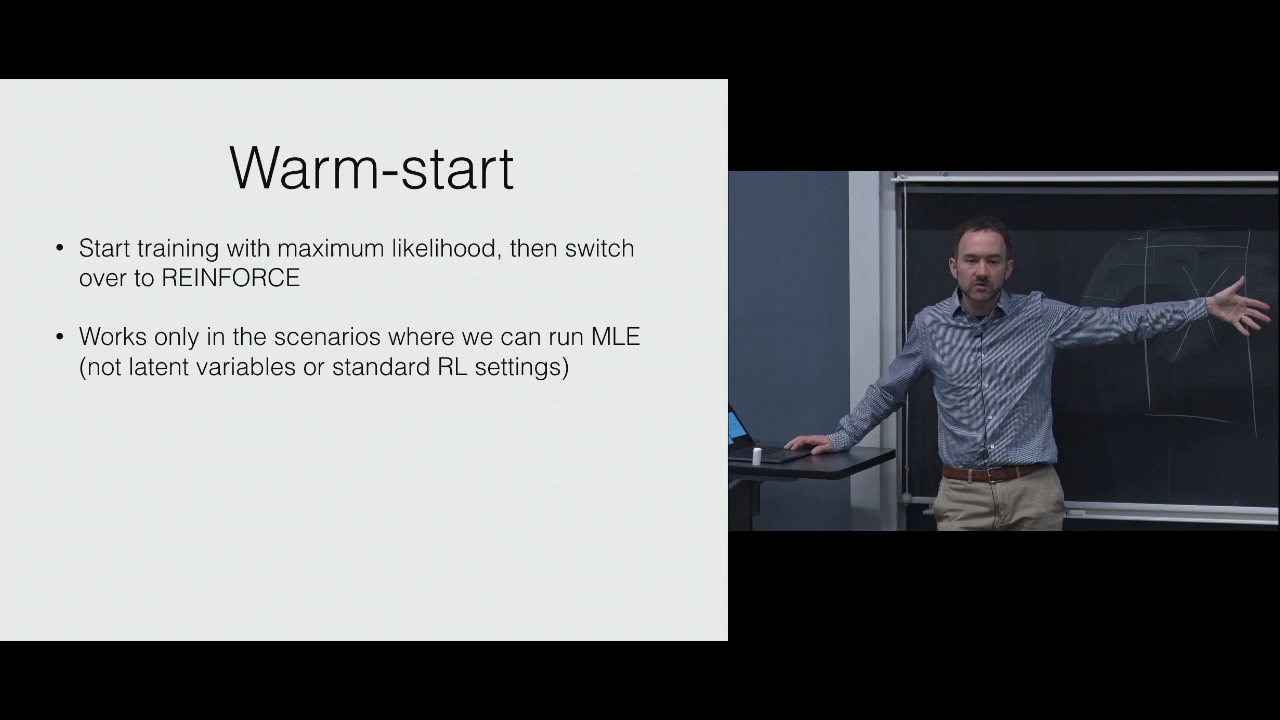 Warm-start
• Start training with maximum likelihood, then switch
over to REINFORCE
• Works only in the scenarios where we can run MLE
(not latent variables or standard RL settings)